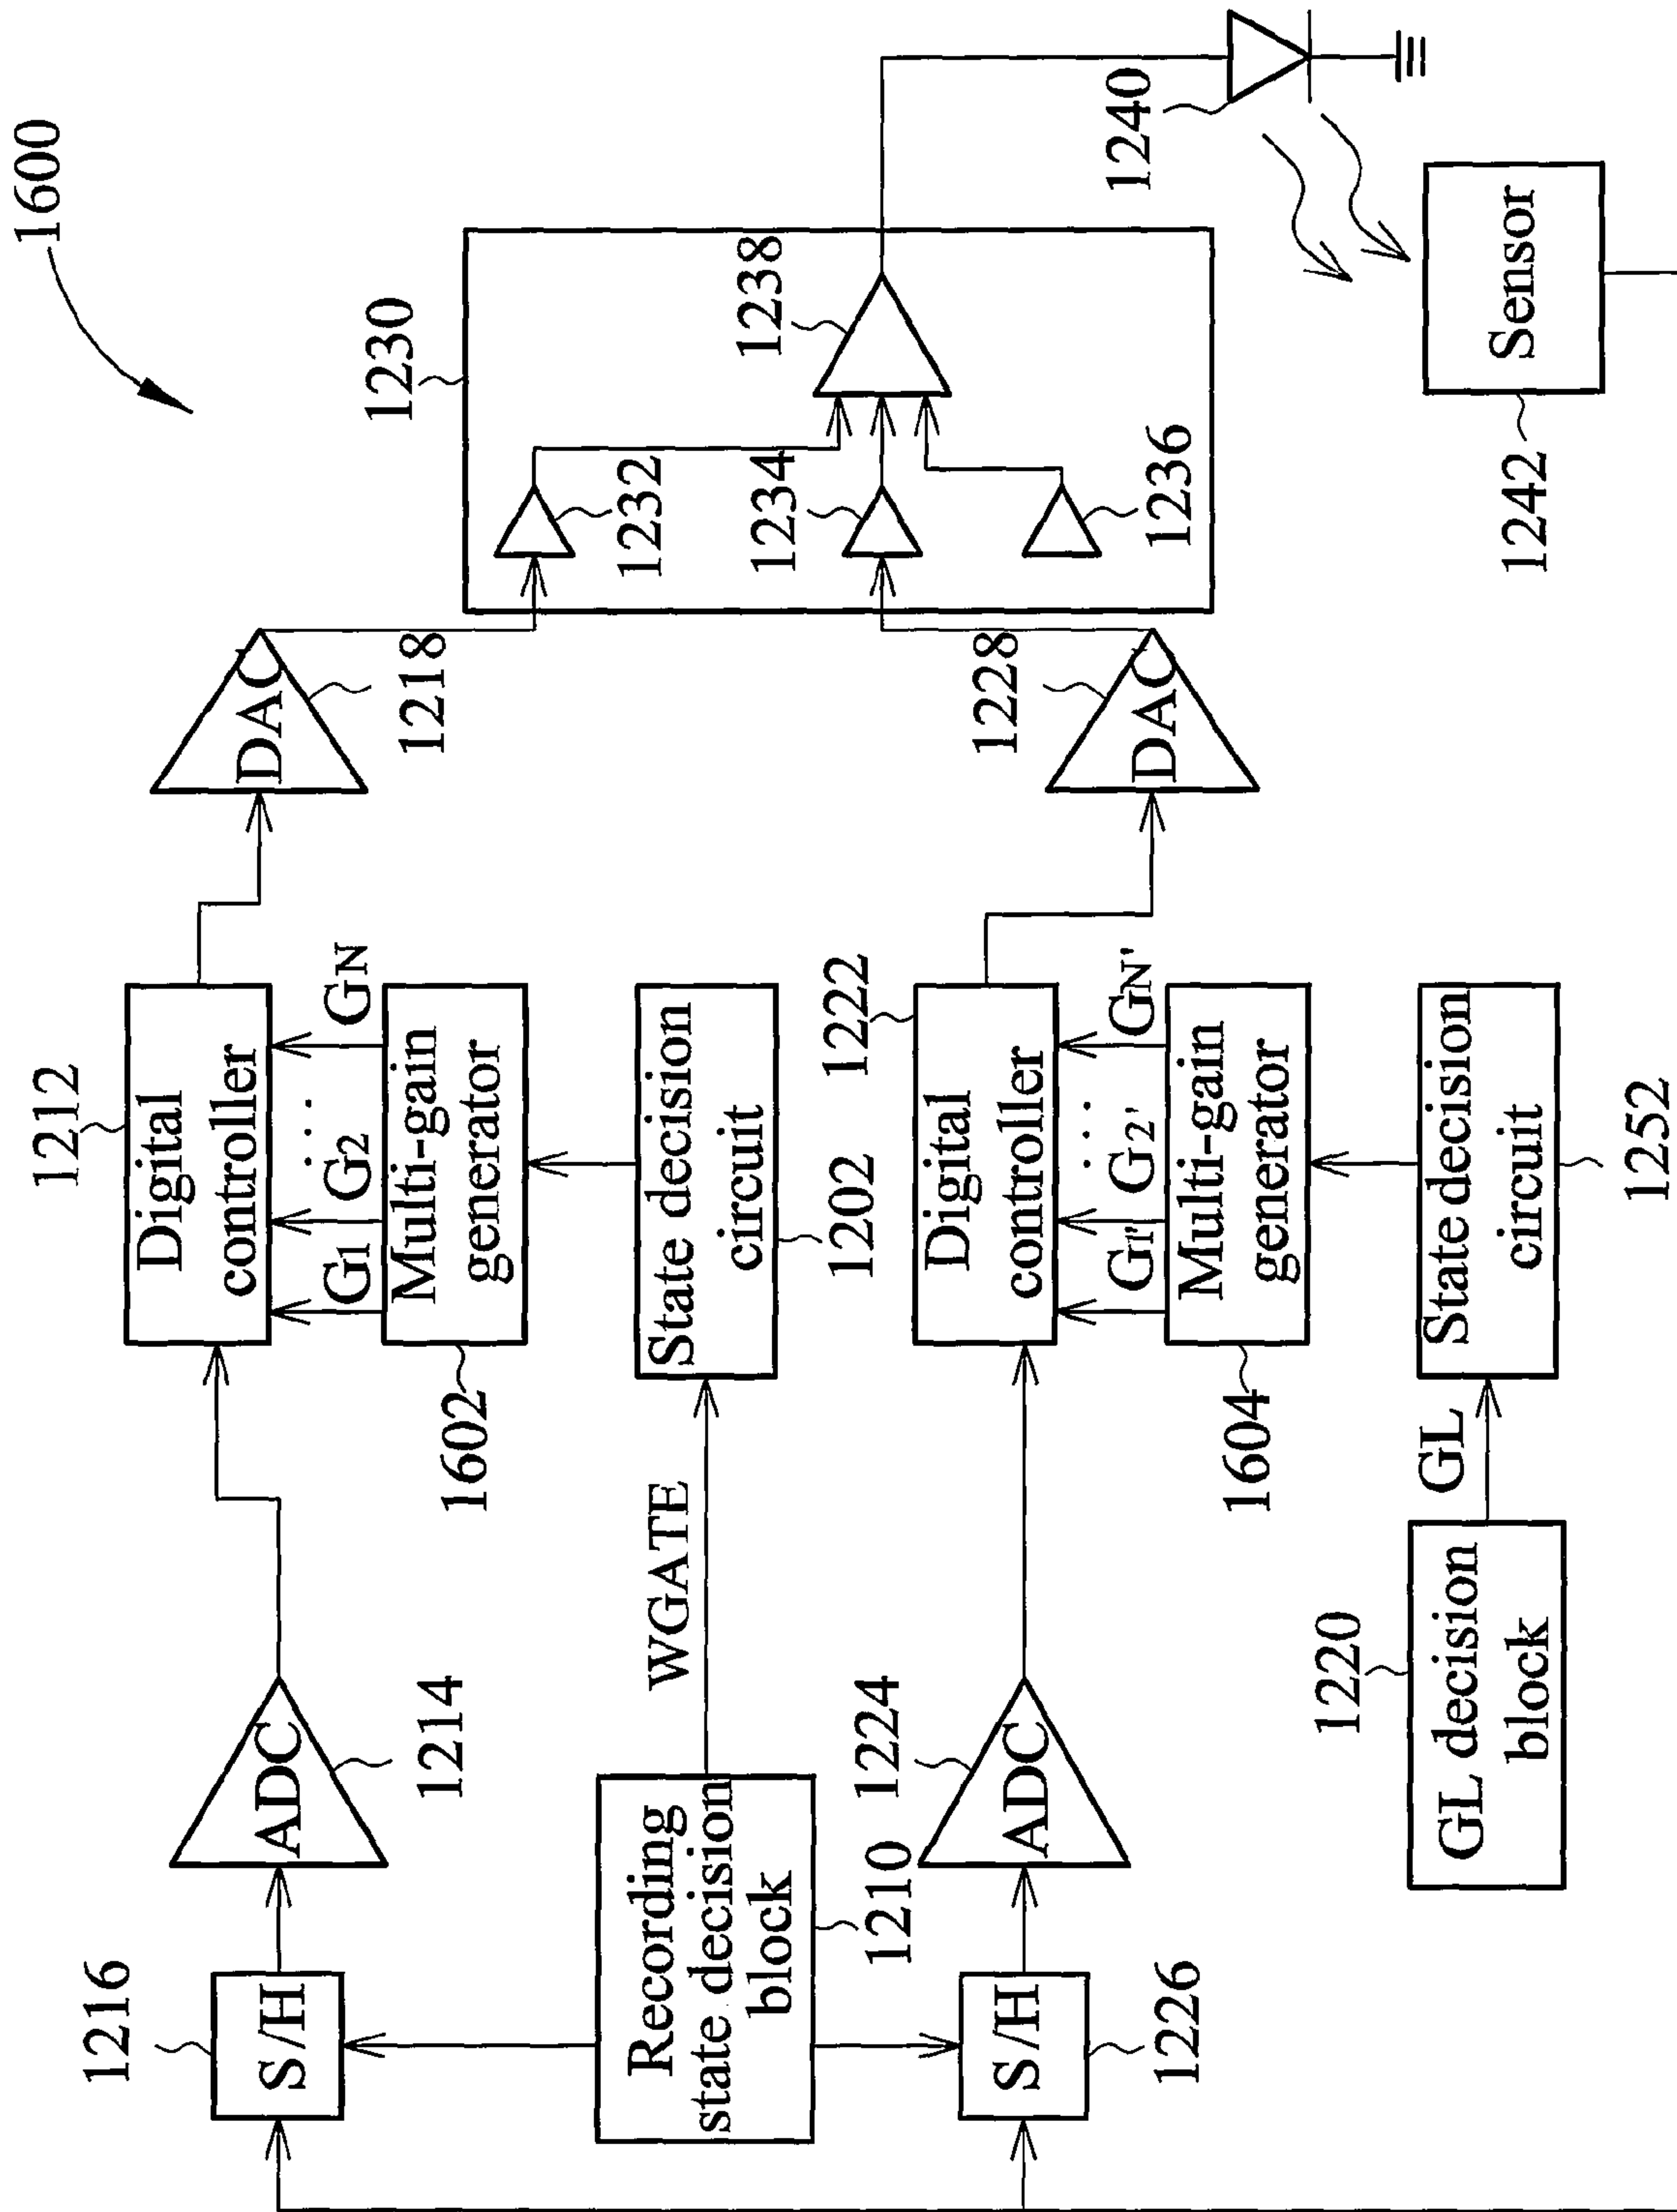 1600
1216
S/H
1214
ADC
1212
Digital
controller
G1 G2 ... GN
Multi-gain
generator
1602
DAC
1218
1230
1232
1234
1236
1238
1240
Recording
state decision
block
1210
WGATE
State decision
circuit
1202
1226
S/H
1224
ADC
1222
Digital
controller
G1' G2' ... GN'
Multi-gain
generator
1604
1228
DAC
1220
GL decision
block
GL
State decision
circuit
1252
Sensor
1242